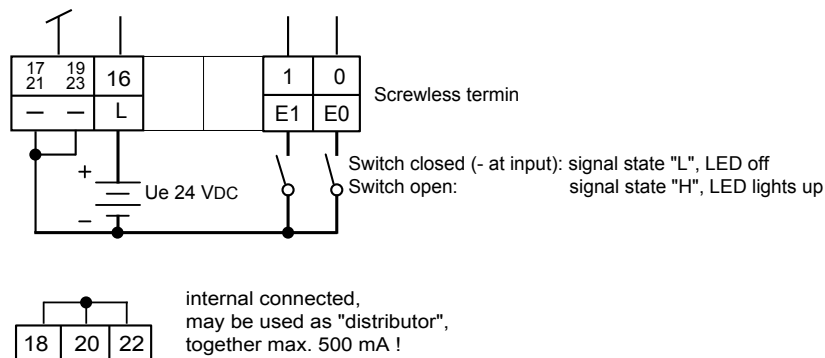 17 19 16 1 0
21 23
— — L E1 E0
Screwless termin
+
Ue 24 VDC
–
Switch closed (- at input): signal state "L", LED off
Switch open: signal state "H", LED lights up
internal connected,
may be used as "distributor",
together max. 500 mA !
18 20 22